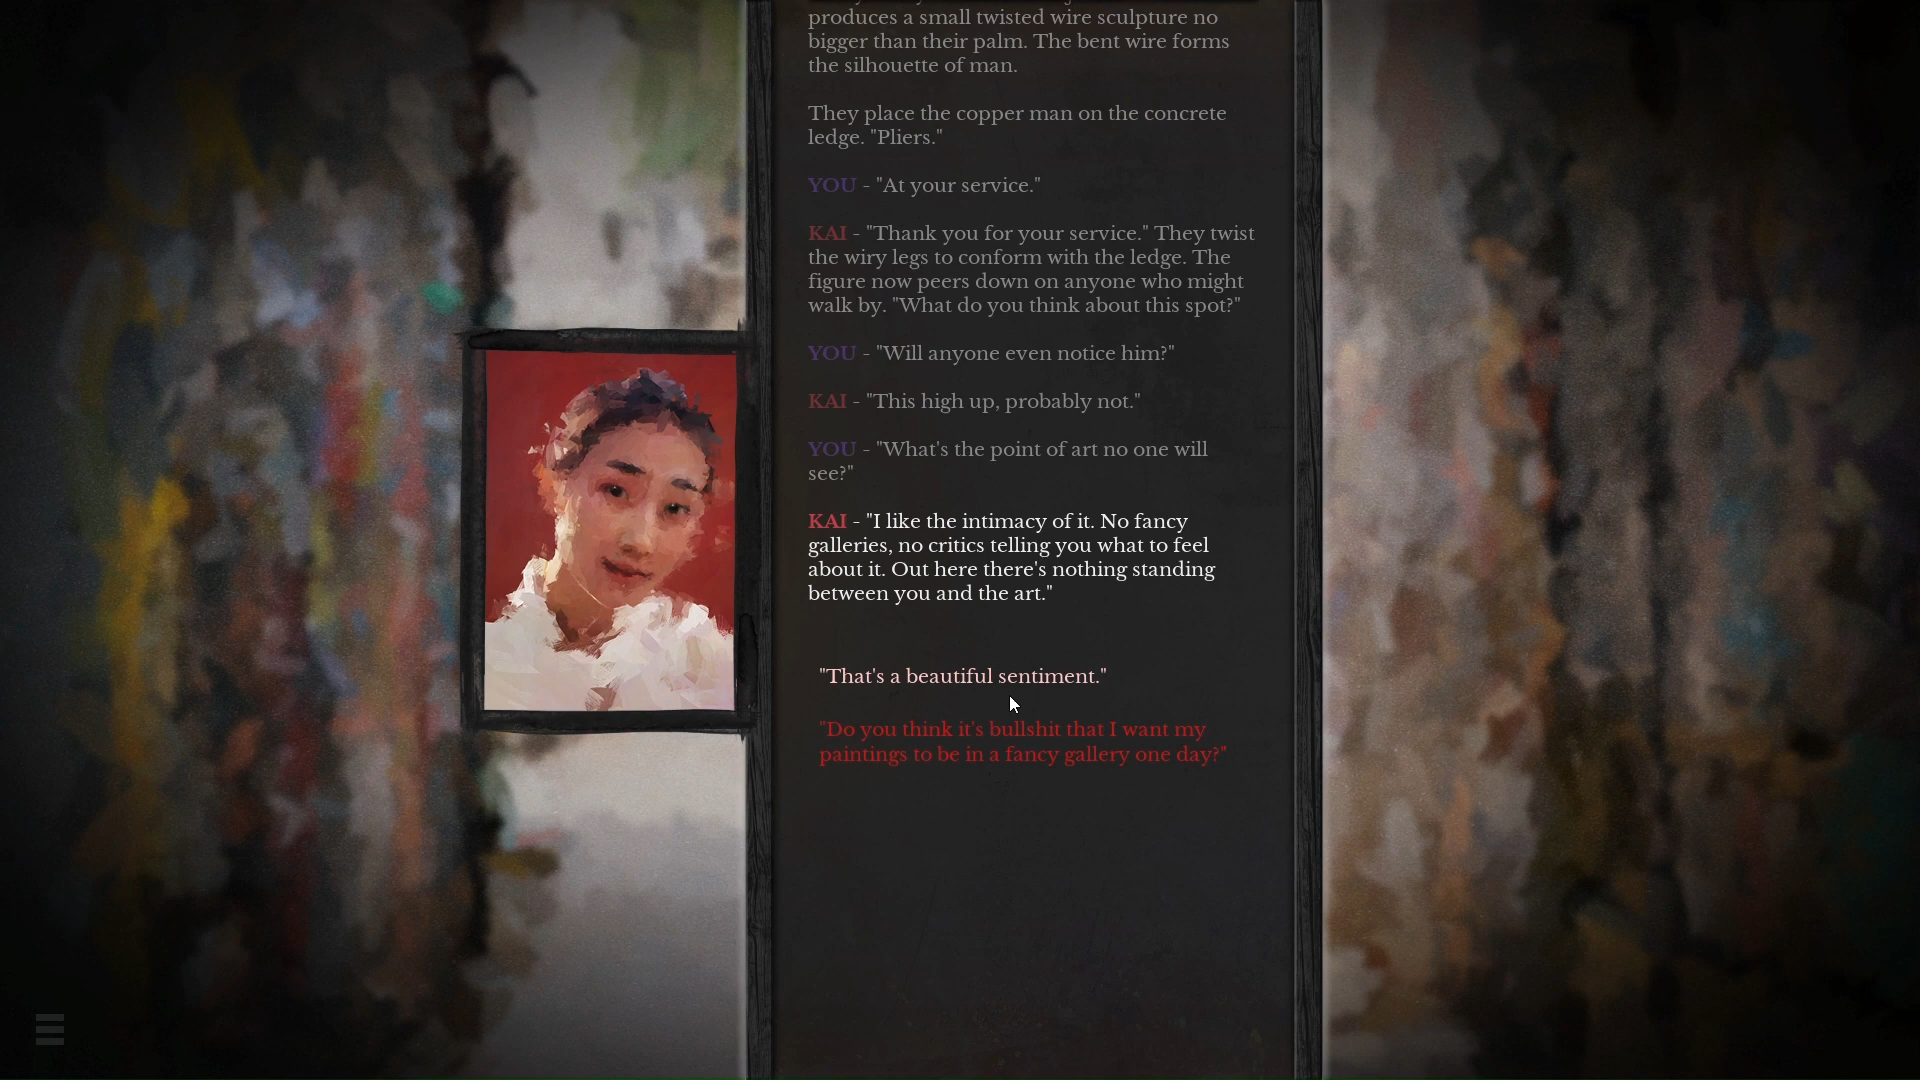 produces a small twisted wire sculpture no
bigger than their palm. The bent wire forms
the silhouette of man.
They place the copper man on the concrete
ledge. "Pliers."
YOU - "At your service."
KAI - "Thank you for your service." They twist
the wiry legs to conform with the ledge. The
figure now peers down on anyone who might
walk by. "What do you think about this spot?"
YOU - "Will anyone even notice him?"
KAI - "This high up, probably not."
YOU - "What's the point of art no one will
see?"
KAI - "I like the intimacy of it. No fancy
galleries, no critics telling you what to feel
about it. Out here there's nothing standing
between you and the art."
"That's a beautiful sentiment."
"Do you think it's bullshit that I want my
paintings to be in a fancy gallery one day?"